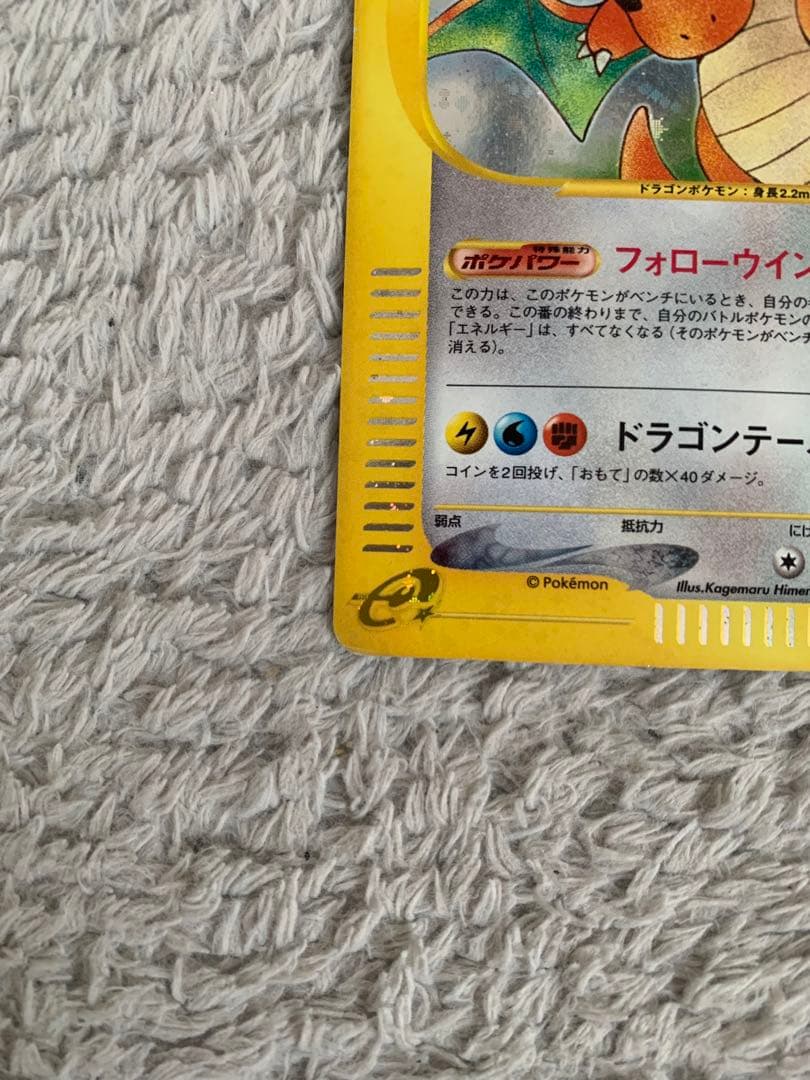 ドラゴンポケモン：身長2.2m
特殊能力
ポケパワー フォローウイン
この力は、このポケモンがベンチにいるとき、自分の
できる。この番の終わりまで、自分のバトルポケモンの
「エネルギー」は、すべてなくなる（そのポケモンがベンチ
消える）。
ドラゴンテー
コインを2回投げ、「おもて」の数×40ダメージ。
弱点 抵抗力 にげ
© Pokémon Illus.Kagemaru Himen
e